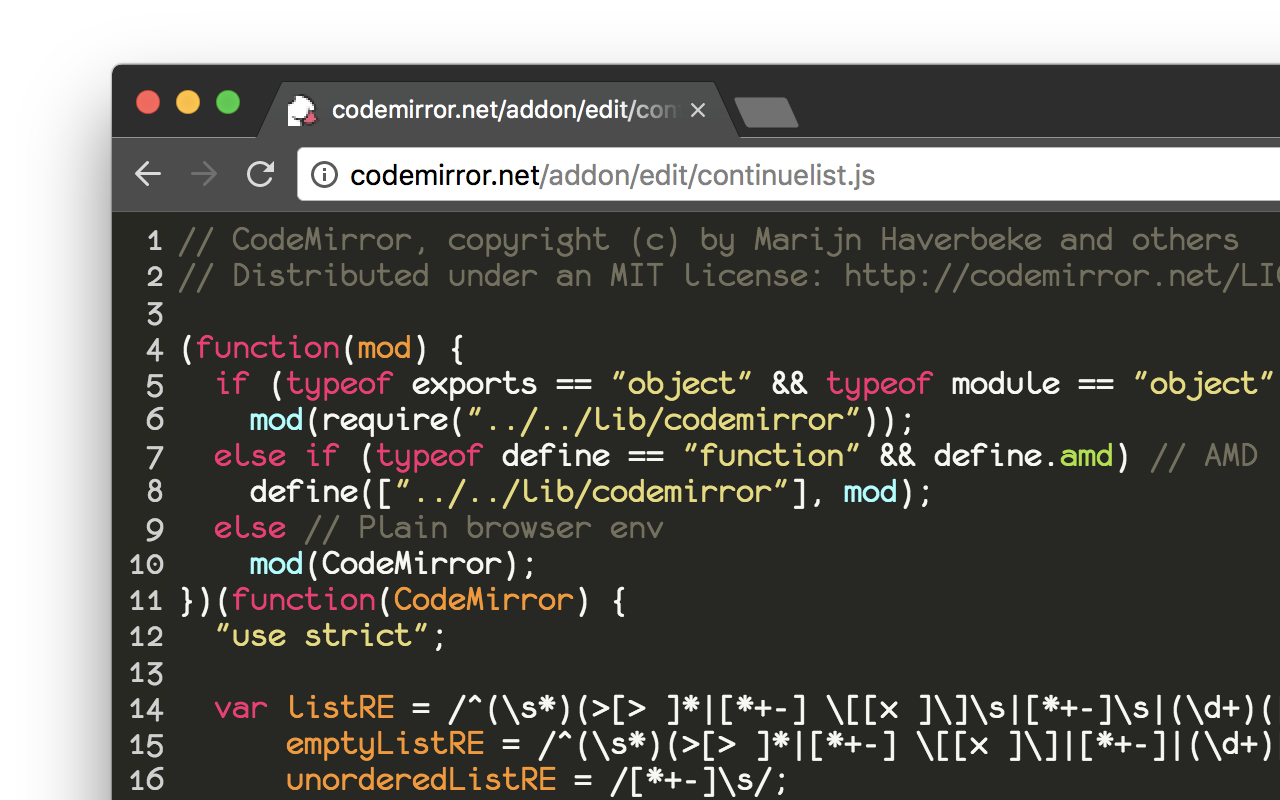 codemirror.net/addon/edit/con
codemirror.net/addon/edit/continuelist.js
1 // CodeMirror, copyright (c) by Marijn Haverbeke and others
2 // Distributed under an MIT license: http://codemirror.net/LIC
3
4 (function(mod) {
5   if (typeof exports == "object" && typeof module == "object"
6     mod(require("../../lib/codemirror"));
7   else if (typeof define == "function" && define.amd) // AMD
8     define(["../../lib/codemirror"], mod);
9   else // Plain browser env
10     mod(CodeMirror);
11 })(function(CodeMirror) {
12   "use strict";
13
14   var listRE = /^(\s*)(>[> ]*|[*+-] \[[x ]\]\s|[*+-]\s|(\d+)(
15       emptyListRE = /^(\s*)(>[> ]*|[*+-] \[[x ]\]|[*+-]|(\d+)
16       unorderedListRE = /[*+-]\s/;